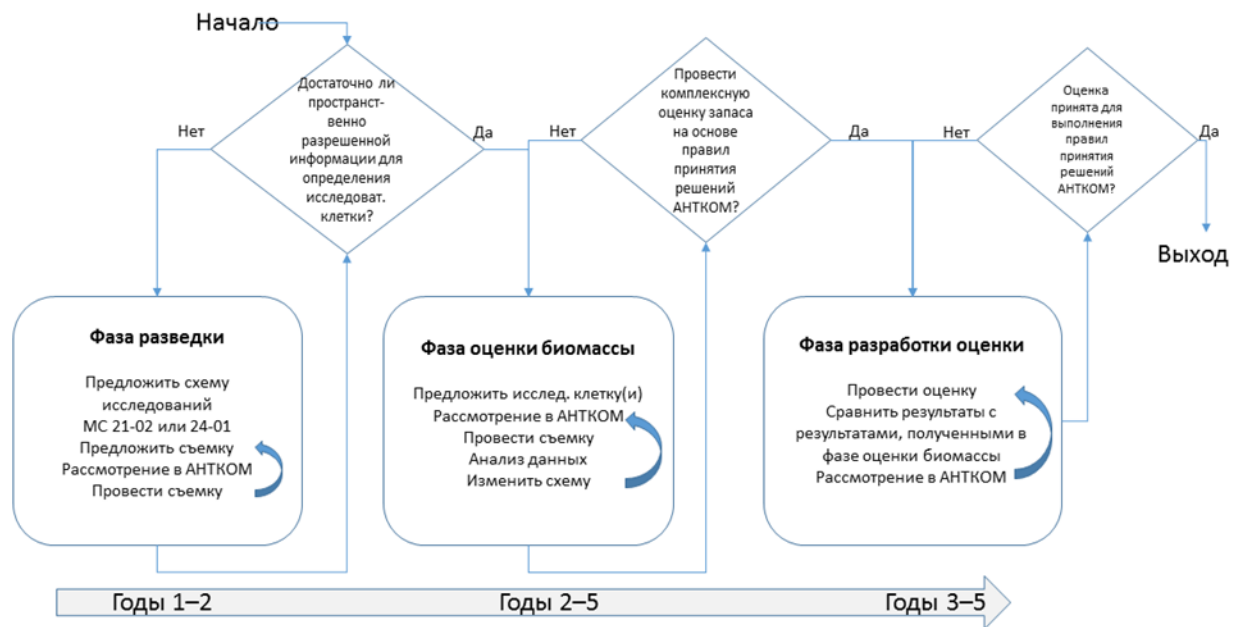 Начало
Достаточно ли
пространст-
венно
разрешенной
информации для
определения
исследоват.
клетки?
Нет
Да
Провести
комплексную
оценку запаса
на основе
правил
принятия
решений
АНТКОМ?
Нет
Да
Оценка
принята для
выполнения
правил
принятия
решений
АНТКОМ?
Нет
Да
Выход
Фаза разведки
Предложить схему
исследований
МС 21-02 или 24-01
Предложить съемку
Рассмотрение в АНТКОМ
Провести съемку
Фаза оценки биомассы
Предложить исслед. клетку(и)
Рассмотрение в АНТКОМ
Провести съемку
Анализ данных
Изменить схему
Фаза разработки оценки
Провести оценку
Сравнить результаты с
результатами, полученными в
фазе оценки биомассы
Рассмотрение в АНТКОМ
Годы 1–2
Годы 2–5
Годы 3–5